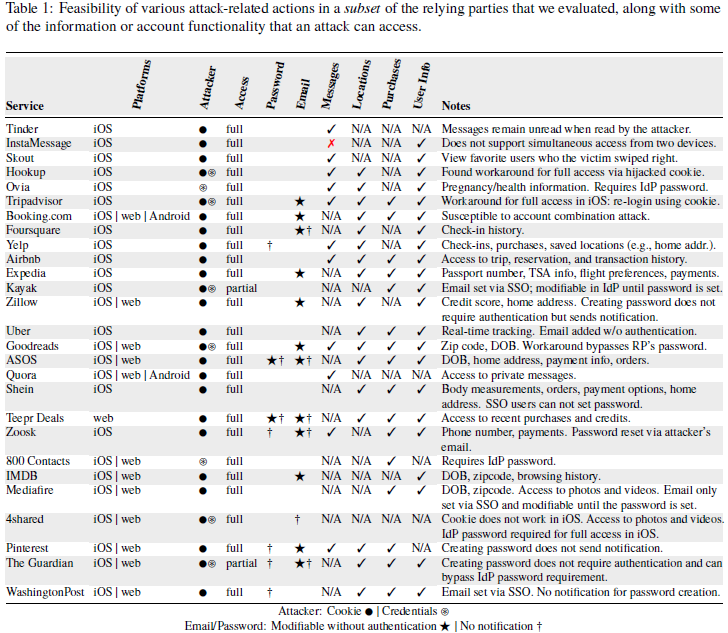 Table 1: Feasibility of various attack-related actions in a subset of the relying parties that we evaluated, along with some
of the information or account functionality that an attack can access.
Service Platforms Attacker Access Password Email Messages Locations Purchases User Info Notes
Tinder iOS ● full ✓ N/A N/A N/A Messages remain unread when read by the attacker.
InstaMessage iOS ● full ✗ N/A N/A ✓ Does not support simultaneous access from two devices.
Skout iOS ● full ✓ N/A N/A ✓ View favorite users who the victim swiped right.
Hookup iOS ●⊛ full ✓ ✓ N/A ✓ Found workaround for full access via hijacked cookie.
Ovia iOS ⊛ full ✓ ✓ N/A ✓ Pregnancy/health information. Requires IdP password.
Tripadvisor iOS ●⊛ full ★ ✓ ✓ ✓ ✓ Workaround for full access in iOS: re-login using cookie.
Booking.com iOS | web | Android ● full ★ N/A ✓ ✓ ✓ Susceptible to account combination attack.
Foursquare iOS ● full ★† N/A ✓ N/A ✓ Check-in history.
Yelp iOS ● full † ✓ ✓ N/A ✓ Check-ins, purchases, saved locations (e.g., home addr.).
Airbnb iOS ● full ✓ ✓ ✓ ✓ Access to trip, reservation, and transaction history.
Expedia iOS ● full ★ N/A ✓ ✓ ✓ Passport number, TSA info, flight preferences, payments.
Kayak iOS ●⊛ partial N/A N/A ✓ ✓ Email set via SSO; modifiable in IdP until password is set.
Zillow iOS | web ● full ★ N/A ✓ N/A ✓ Credit score, home address. Creating password does not
require authentication but sends notification.
Uber iOS ● full N/A ✓ ✓ ✓ Real-time tracking. Email added w/o authentication.
Goodreads iOS | web ●⊛ full ★ ✓ ✓ ✓ ✓ Zip code, DOB. Workaround bypasses RP's password.
ASOS iOS | web ● full ★† ★† N/A ✓ ✓ ✓ DOB, home address, payment info, orders.
Quora iOS | web | Android ● full ✓ N/A N/A N/A Access to private messages.
Shein iOS ● full N/A ✓ ✓ ✓ Body measurements, orders, payment options, home
address. SSO users can not set password.
Teepr Deals web ● full ★† ★† N/A ✓ ✓ ✓ Access to recent purchases and credits.
Zoosk iOS ● full † ★† ✓ N/A ✓ ✓ Phone number, payments. Password reset via attacker's
email.
800 Contacts iOS | web ⊛ full N/A N/A ✓ N/A Requires IdP password.
IMDB iOS | web ● full ★ N/A N/A N/A ✓ DOB, zipcode, browsing history.
Mediafire iOS | web ● full N/A N/A ✓ ✓ DOB, zipcode. Access to photos and videos. Email only
set via SSO and modifiable until the password is set.
4shared iOS | web ●⊛ full † N/A N/A N/A N/A Cookie does not work in iOS. Access to photos and videos.
IdP password required for full access in iOS.
Pinterest iOS | web ● full † ★ ✓ ✓ ✓ N/A Creating password does not send notification.
The Guardian iOS | web ●⊛ partial † ★† N/A ✓ ✓ ✓ Creating password does not require authentication and can
bypass IdP password requirement.
WashingtonPost iOS | web ● full † N/A ✓ ✓ ✓ Email set via SSO. No notification for password creation.
Attacker: Cookie ● | Credentials ⊛
Email/Password: Modifiable without authentication ★ | No notification †